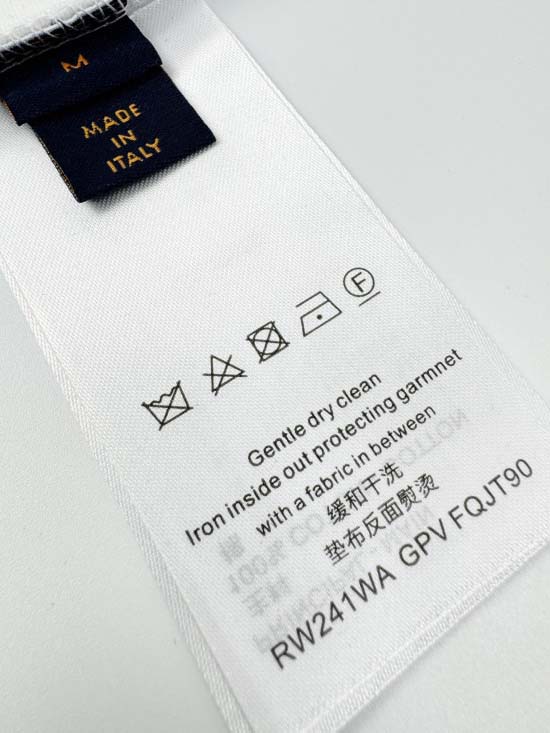 M
MADE
IN
ITALY
F
Gentle dry clean
Iron inside out protecting garmnet
with a fabric in between
缓和干洗
垫布反面熨烫
RW241WA GPV FQJT90